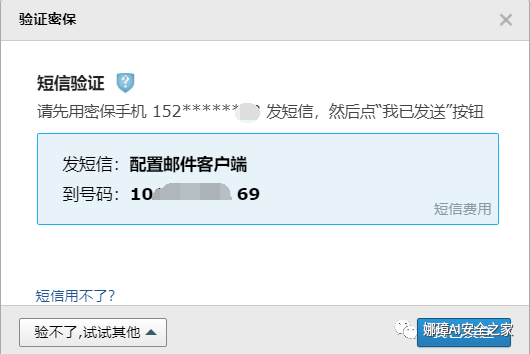 验证密保
短信验证
请先用密保手机 152******* 发短信，然后点“我已发送”按钮
发短信：配置邮件客户端
到号码：10 69
短信费用
短信用不了？
验不了,试试其他
娜璋AI安全之家